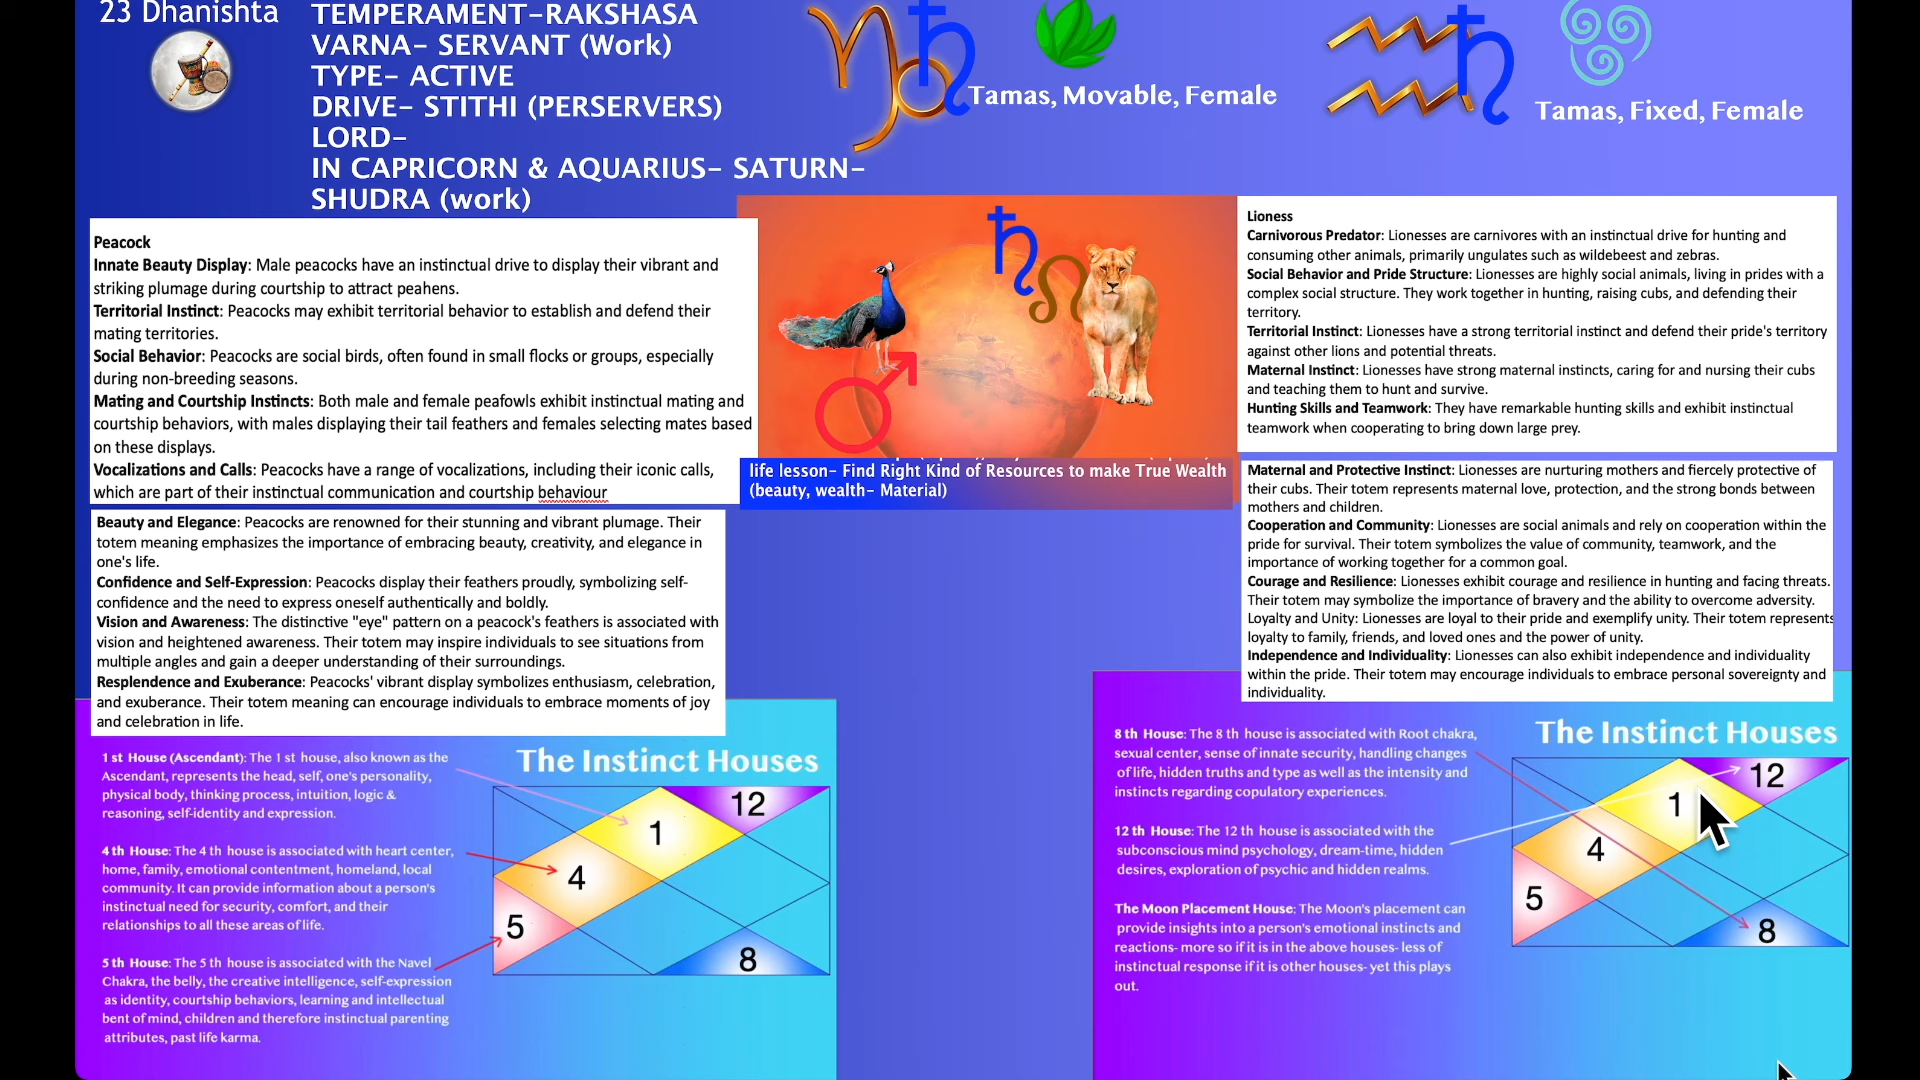 23 Dhanishta
TEMPERAMENT-RAKSHASA
VARNA- SERVANT (Work)
TYPE- ACTIVE
DRIVE- STITHI (PERSERVERS)
LORD-
IN CAPRICORN & AQUARIUS- SATURN-
SHUDRA (work)
Tamas, Movable, Female
Tamas, Fixed, Female
Peacock
Innate Beauty Display: Male peacocks have an instinctual drive to display their vibrant and
striking plumage during courtship to attract peahens.
Territorial Instinct: Peacocks may exhibit territorial behavior to establish and defend their
mating territories.
Social Behavior: Peacocks are social birds, often found in small flocks or groups, especially
during non-breeding seasons.
Mating and Courtship Instincts: Both male and female peafowls exhibit instinctual mating and
courtship behaviors, with males displaying their tail feathers and females selecting mates based
on these displays.
Vocalizations and Calls: Peacocks have a range of vocalizations, including their iconic calls,
which are part of their instinctual communication and courtship behaviour
Beauty and Elegance: Peacocks are renowned for their stunning and vibrant plumage. Their
totem meaning emphasizes the importance of embracing beauty, creativity, and elegance in
one's life.
Confidence and Self-Expression: Peacocks display their feathers proudly, symbolizing self-
confidence and the need to express oneself authentically and boldly.
Vision and Awareness: The distinctive "eye" pattern on a peacock's feathers is associated with
vision and heightened awareness. Their totem may inspire individuals to see situations from
multiple angles and gain a deeper understanding of their surroundings.
Resplendence and Exuberance: Peacocks' vibrant display symbolizes enthusiasm, celebration,
and exuberance. Their totem meaning can encourage individuals to embrace moments of joy
and celebration in life.
life lesson- Find Right Kind of Resources to make True Wealth
(beauty, wealth- Material)
Lioness
Carnivorous Predator: Lionesses are carnivores with an instinctual drive for hunting and
consuming other animals, primarily ungulates such as wildebeest and zebras.
Social Behavior and Pride Structure: Lionesses are highly social animals, living in prides with a
complex social structure. They work together in hunting, raising cubs, and defending their
territory.
Territorial Instinct: Lionesses have a strong territorial instinct and defend their pride's territory
against other lions and potential threats.
Maternal Instinct: Lionesses have strong maternal instincts, caring for and nursing their cubs
and teaching them to hunt and survive.
Hunting Skills and Teamwork: They have remarkable hunting skills and exhibit instinctual
teamwork when cooperating to bring down large prey.
Maternal and Protective Instinct: Lionesses are nurturing mothers and fiercely protective of
their cubs. Their totem represents maternal love, protection, and the strong bonds between
mothers and children.
Cooperation and Community: Lionesses are social animals and rely on cooperation within the
pride for survival. Their totem symbolizes the value of community, teamwork, and the
importance of working together for a common goal.
Courage and Resilience: Lionesses exhibit courage and resilience in hunting and facing threats.
Their totem may symbolize the importance of bravery and the ability to overcome adversity.
Loyalty and Unity: Lionesses are loyal to their pride and exemplify unity. Their totem represents
loyalty to family, friends, and loved ones and the power of unity.
Independence and Individuality: Lionesses can also exhibit independence and individuality
within the pride. Their totem may encourage individuals to embrace personal sovereignty and
individuality.
1 st House (Ascendant): The 1 st house, also known as the
Ascendant, represents the head, self, one's personality,
physical body, thinking process, intuition, logic &
reasoning, self-identity and expression.
4 th House: The 4 th house is associated with heart center,
home, family, emotional contentment, homeland, local
community. It can provide information about a person's
instinctual need for security, comfort, and their
relationships to all these areas of life.
5 th House: The 5 th house is associated with the Navel
Chakra, the belly, the creative intelligence, self-expression
as identity, courtship behaviors, learning and intellectual
bent of mind, children and therefore instinctual parenting
attributes, past life karma.
The Instinct Houses
12
1
4
5
8
8 th House: The 8 th house is associated with Root chakra,
sexual center, sense of innate security, handling changes
of life, hidden truths and type as well as the intensity and
instincts regarding copulatory experiences.
12 th House: The 12 th house is associated with the
subconscious mind psychology, dream-time, hidden
desires, exploration of psychic and hidden realms.
The Moon Placement House: The Moon's placement can
provide insights into a person's emotional instincts and
reactions- more so if it is in the above houses- less of
instinctual response if it is other houses- yet this plays
out.
The Instinct Houses
12
1
4
5
8